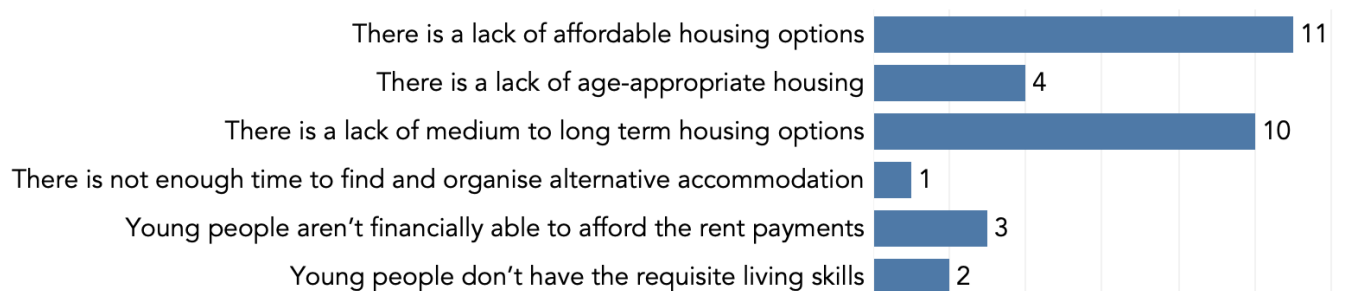 There is a lack of affordable housing options 11
There is a lack of age-appropriate housing 4
There is a lack of medium to long term housing options 10
There is not enough time to find and organise alternative accommodation 1
Young people aren’t financially able to afford the rent payments 3
Young people don’t have the requisite living skills 2